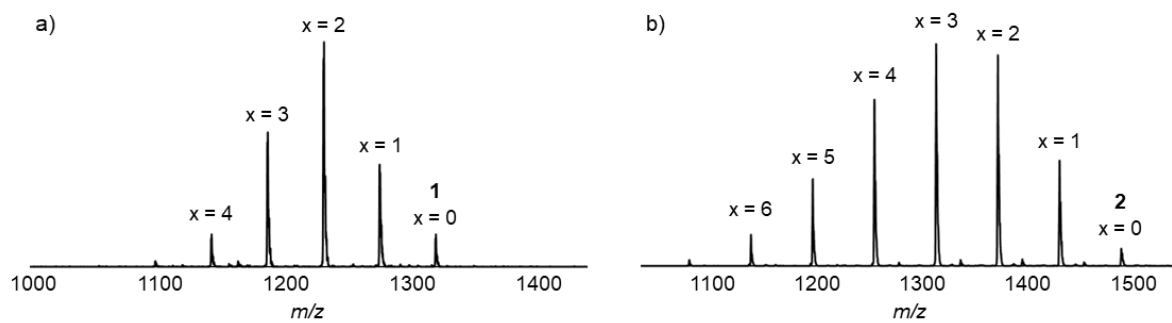 a)
x = 2
x = 3
x = 1
1
x = 4
x = 0
1000 1100 1200 1300 1400
m/z
b)
x = 3
x = 2
x = 4
x = 1
x = 5
2
x = 6
x = 0
1100 1200 1300 1400 1500
m/z